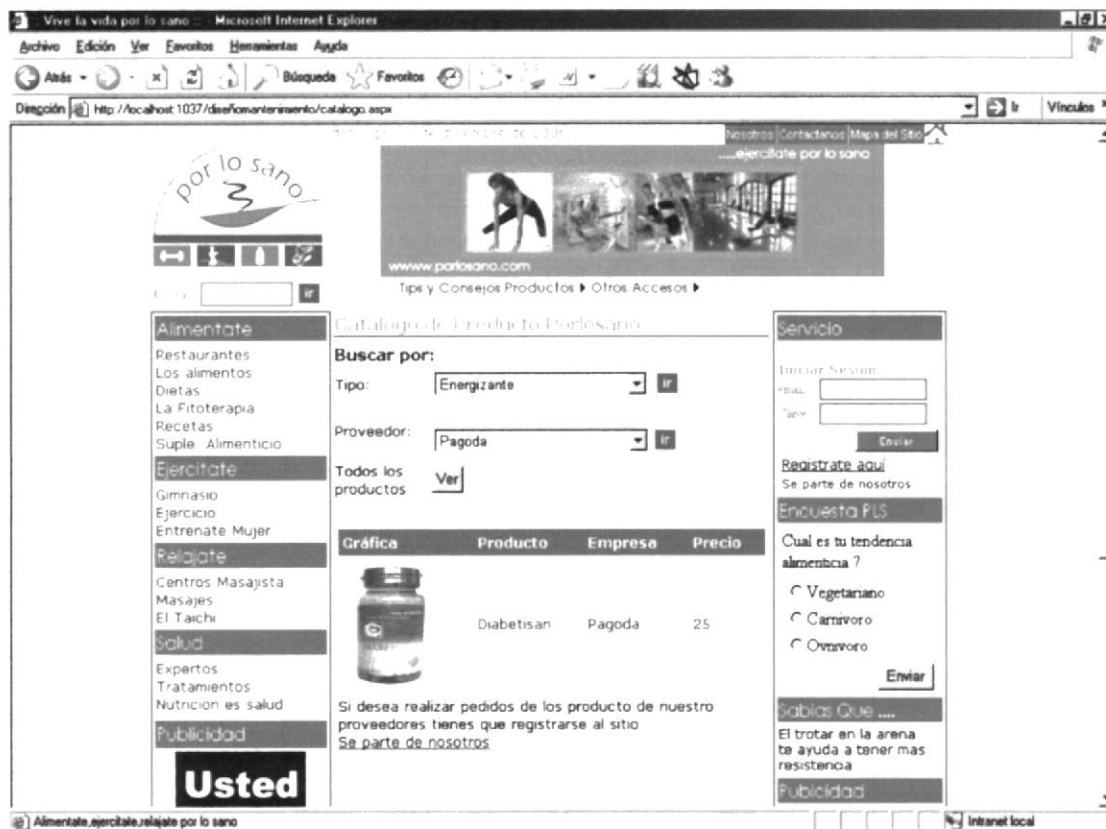 Vive la vida por lo sano :: - Microsoft Internet Explorer
Archivo Edición Ver Favoritos Herramientas Ayuda
Atrás Búsqueda Favoritos
Dirección http://localhost:1037/diseñomantenimiento/catalogo.aspx Ir Vínculos
Nosotros Contactanos Mapa del Sitio
por lo sano
.....ejercitate por lo sano
wwww.porlosano.com
Tips y Consejos Productos Otros Accesos
ir
Alimentate
Restaurantes
Los alimentos
Dietas
La Fitoterapia
Recetas
Suple. Alimenticio
Ejercitate
Gimnasio
Ejercicio
Entrenate Mujer
Relajate
Centros Masajista
Masajes
El Taichi
Salud
Expertos
Tratamientos
Nutricion es salud
Publicidad
Usted
Catalogo de Producto Porlosano
Buscar por:
Tipo: Energizante ir
Proveedor: Pagoda ir
Todos los productos Ver
Gráfica Producto Empresa Precio
Diabetisan Pagoda 25
Si desea realizar pedidos de los producto de nuestro
proveedores tienes que registrarse al sitio
Se parte de nosotros
Servicio
Iniciar Sesión
Enviar
Registrate aquí
Se parte de nosotros
Encuesta PLS
Cual es tu tendencia
alimenticia ?
Vegetariano
Carnivoro
Ovnivoro
Enviar
Sabias Que ....
El trotar en la arena
te ayuda a tener mas
resistencia
Pubicidad
Alimentate,ejercitate,relajate por lo sano Intranet local